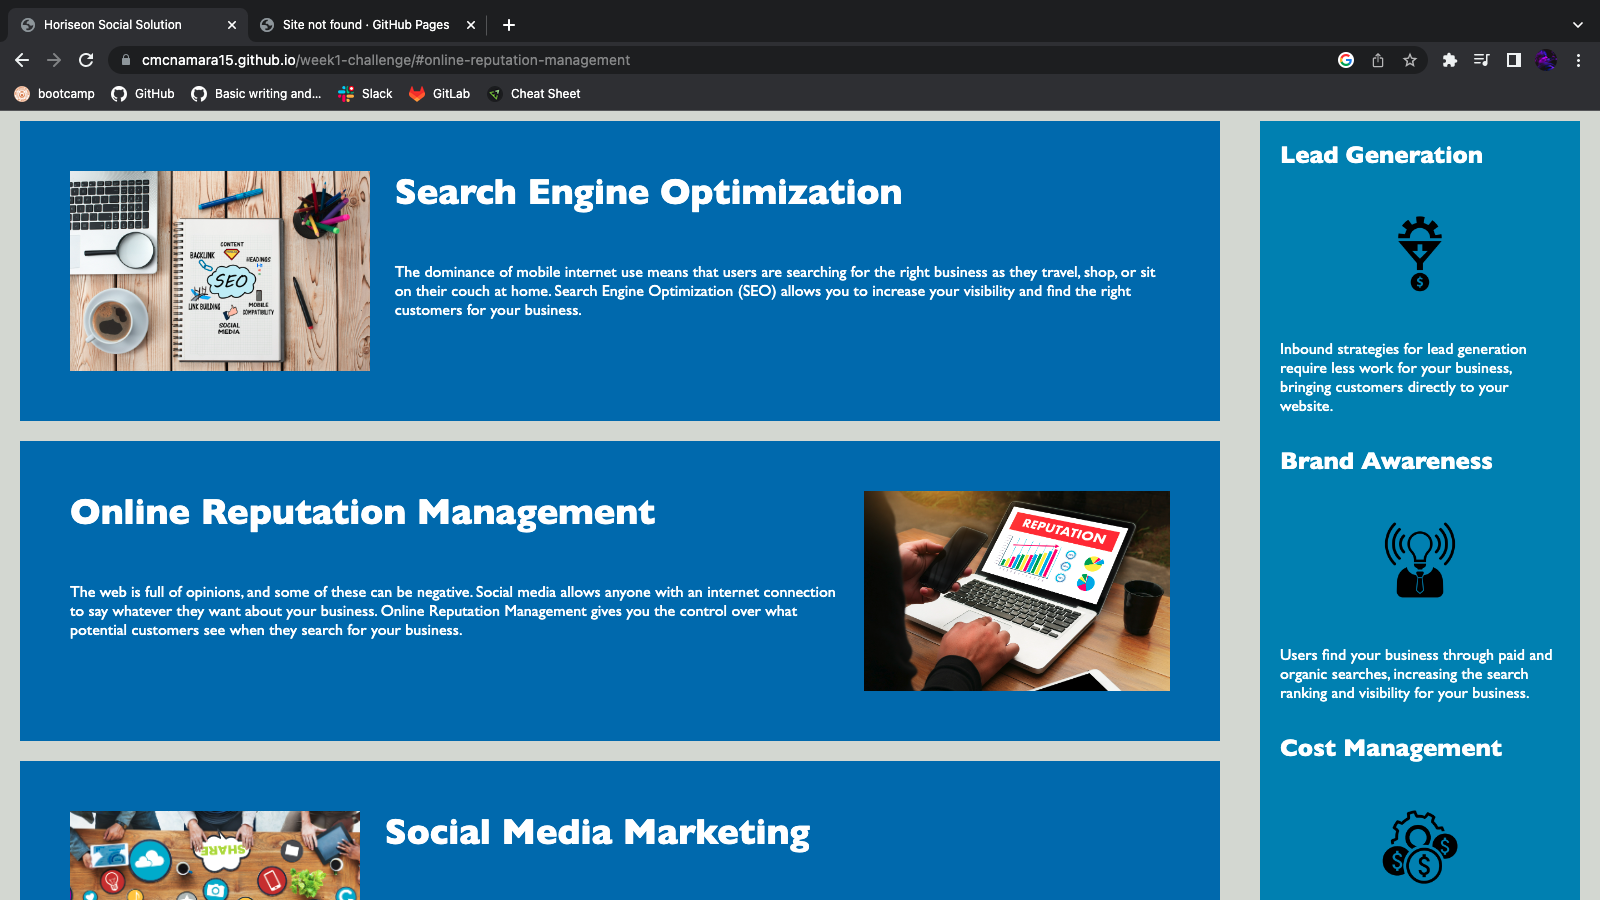 Horiseon Social Solution
Site not found · GitHub Pages
cmcnamara15.github.io/week1-challenge/#online-reputation-management
bootcamp
GitHub
Basic writing and...
Slack
GitLab
Cheat Sheet
Search Engine Optimization
CONTENT
BACKLINK
HEADINGS
SEO
LINK BUILDING
MOBILE
COMPATIBILITY
SOCIAL
MEDIA
The dominance of mobile internet use means that users are searching for the right business as they travel, shop, or sit
on their couch at home. Search Engine Optimization (SEO) allows you to increase your visibility and find the right
customers for your business.
Online Reputation Management
The web is full of opinions, and some of these can be negative. Social media allows anyone with an internet connection
to say whatever they want about your business. Online Reputation Management gives you the control over what
potential customers see when they search for your business.
REPUTATION
Social Media Marketing
SHARE
Lead Generation
$
Inbound strategies for lead generation
require less work for your business,
bringing customers directly to your
website.
Brand Awareness
Users find your business through paid and
organic searches, increasing the search
ranking and visibility for your business.
Cost Management
$ $ $